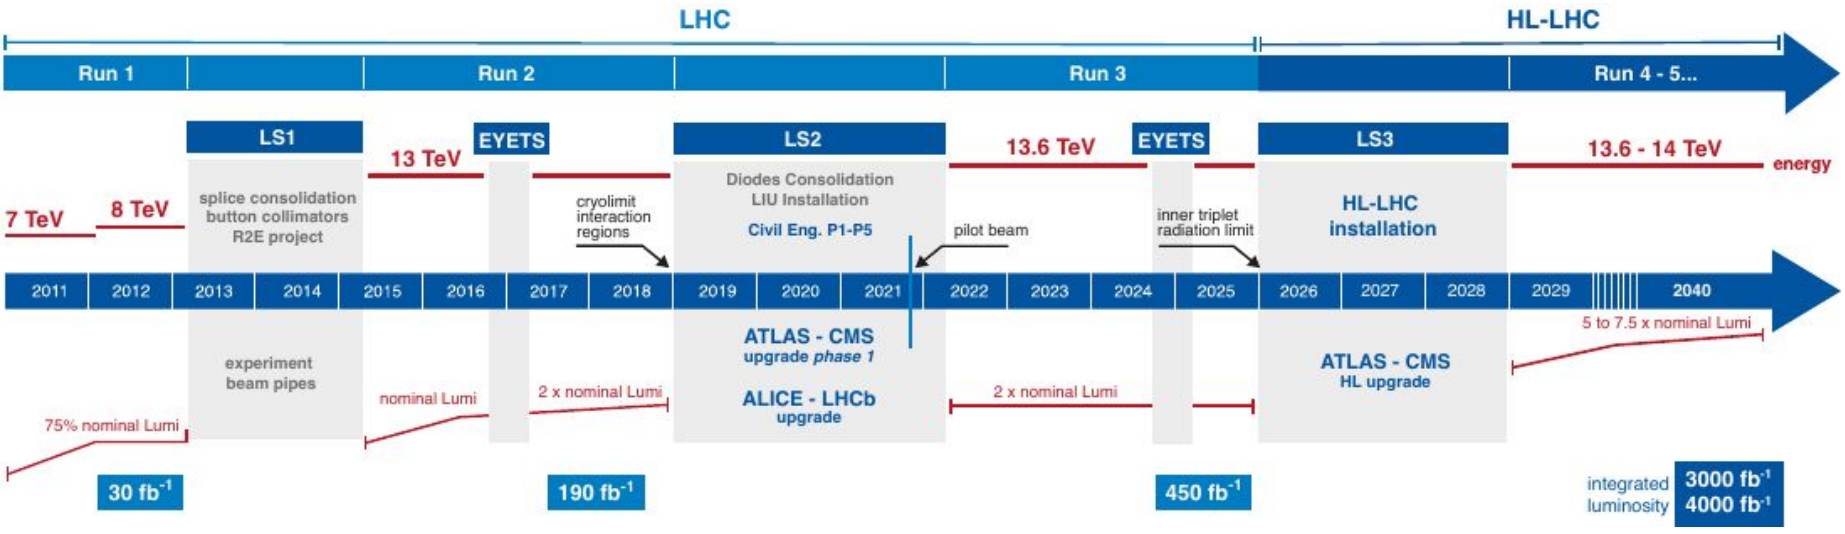 LHC
HL-LHC
Run 1
Run 2
Run 3
Run 4 - 5...
LS1
EYETS
LS2
EYETS
LS3
13 TeV
13.6 TeV
13.6 - 14 TeV
energy
7 TeV
8 TeV
splice consolidation
button collimators
R2E project
cryolimit
interaction
regions
Diodes Consolidation
LIU Installation
Civil Eng. P1-P5
pilot beam
inner triplet
radiation limit
HL-LHC
installation
2011
2012
2013
2014
2015
2016
2017
2018
2019
2020
2021
2022
2023
2024
2025
2026
2027
2028
2029
2040
5 to 7.5 x nominal Lumi
experiment
beam pipes
ATLAS - CMS
upgrade phase 1
ALICE - LHCb
upgrade
ATLAS - CMS
HL upgrade
75% nominal Lumi
nominal Lumi
2 x nominal Lumi
2 x nominal Lumi
30 fb⁻¹
190 fb⁻¹
450 fb⁻¹
integrated
luminosity
3000 fb⁻¹
4000 fb⁻¹